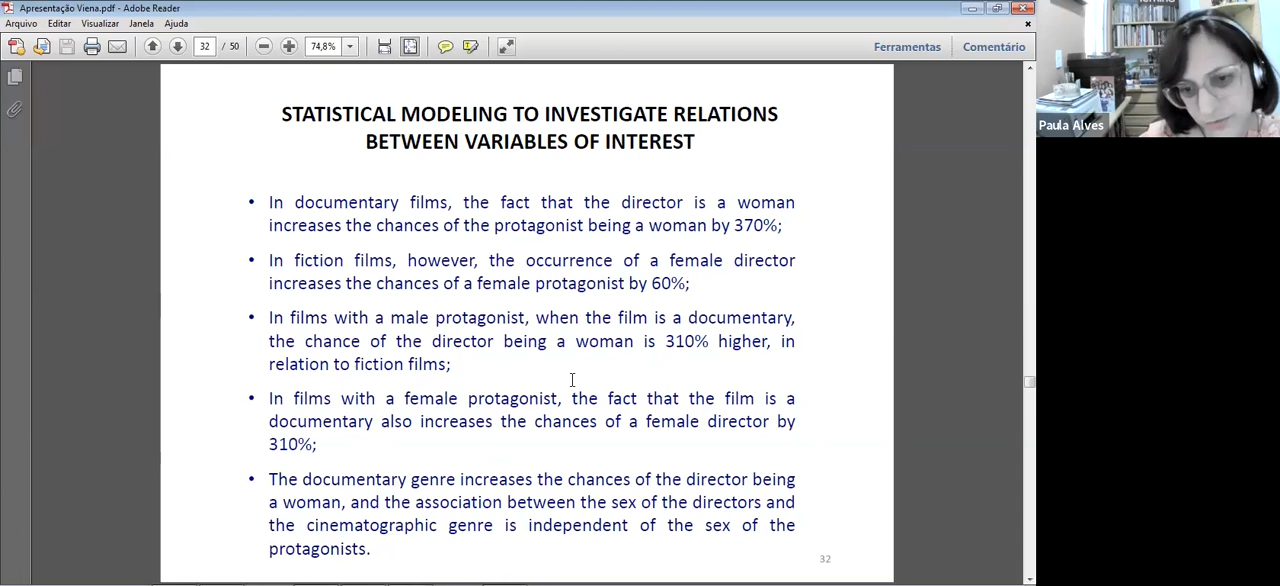 Apresentação Viena.pdf - Adobe Reader
Arquivo Editar Visualizar Janela Ajuda
32 / 50 74,8% Ferramentas Comentário
Paula Alves
STATISTICAL MODELING TO INVESTIGATE RELATIONS
BETWEEN VARIABLES OF INTEREST
• In documentary films, the fact that the director is a woman
increases the chances of the protagonist being a woman by 370%;
• In fiction films, however, the occurrence of a female director
increases the chances of a female protagonist by 60%;
• In films with a male protagonist, when the film is a documentary,
the chance of the director being a woman is 310% higher, in
relation to fiction films;
• In films with a female protagonist, the fact that the film is a
documentary also increases the chances of a female director by
310%;
• The documentary genre increases the chances of the director being
a woman, and the association between the sex of the directors and
the cinematographic genre is independent of the sex of the
protagonists.
32